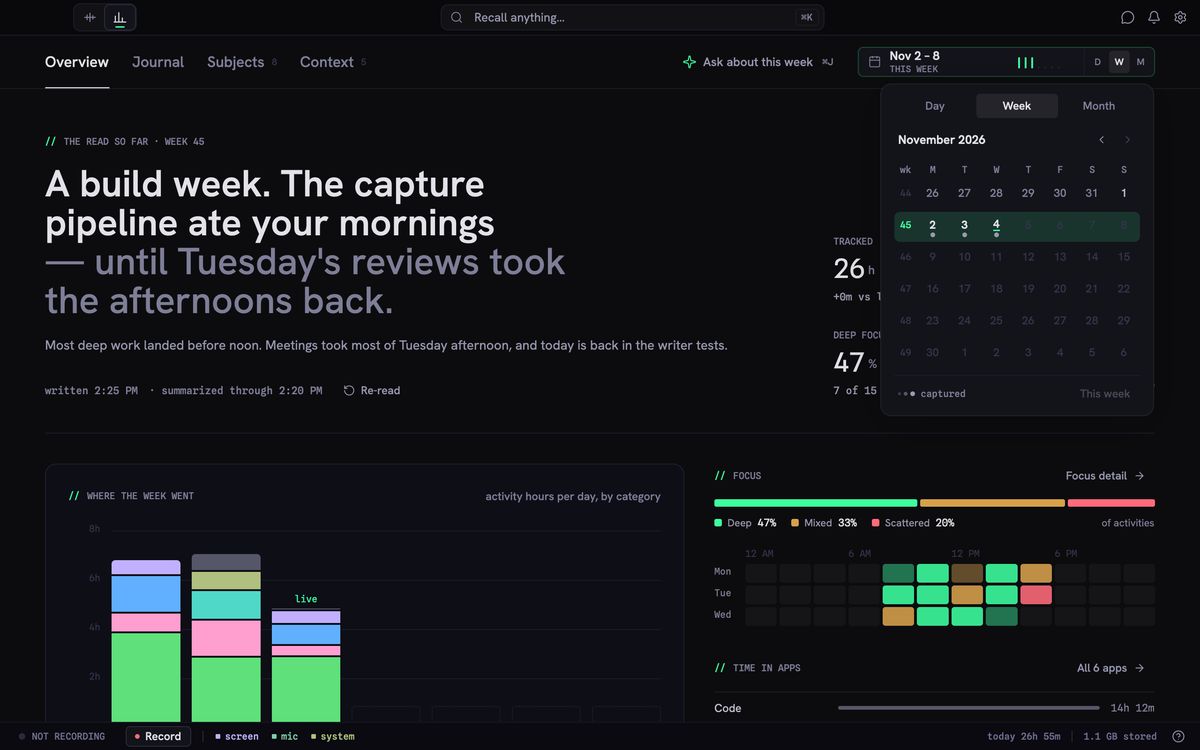 Recall anything…
⌘K
Overview
Journal
Subjects 8
Context 5
Ask about this week ⌘J
Nov 2 – 8
THIS WEEK
D W M
Day Week Month
November 2026
wk M T W T F S S
44 26 27 28 29 30 31 1
45 2 3 4 5 6 7 8
46 9 10 11 12 13 14 15
47 16 17 18 19 20 21 22
48 23 24 25 26 27 28 29
49 30 1 2 3 4 5 6
captured
This week
// THE READ SO FAR · WEEK 45
A build week. The capture
pipeline ate your mornings
— until Tuesday's reviews took
the afternoons back.
Most deep work landed before noon. Meetings took most of Tuesday afternoon, and today is back in the writer tests.
written 2:25 PM · summarized through 2:20 PM
Re-read
TRACKED
26 h
+0m vs
DEEP
47 %
7 of 15
// WHERE THE WEEK WENT
activity hours per day, by category
8h
6h
4h
2h
live
// FOCUS
Focus detail →
Deep 47% Mixed 33% Scattered 20%
of activities
12 AM 6 AM 12 PM 6 PM
Mon
Tue
Wed
// TIME IN APPS
All 6 apps →
Code 14h 12m
NOT RECORDING
Record
screen mic system
today 26h 55m
1.1 GB stored